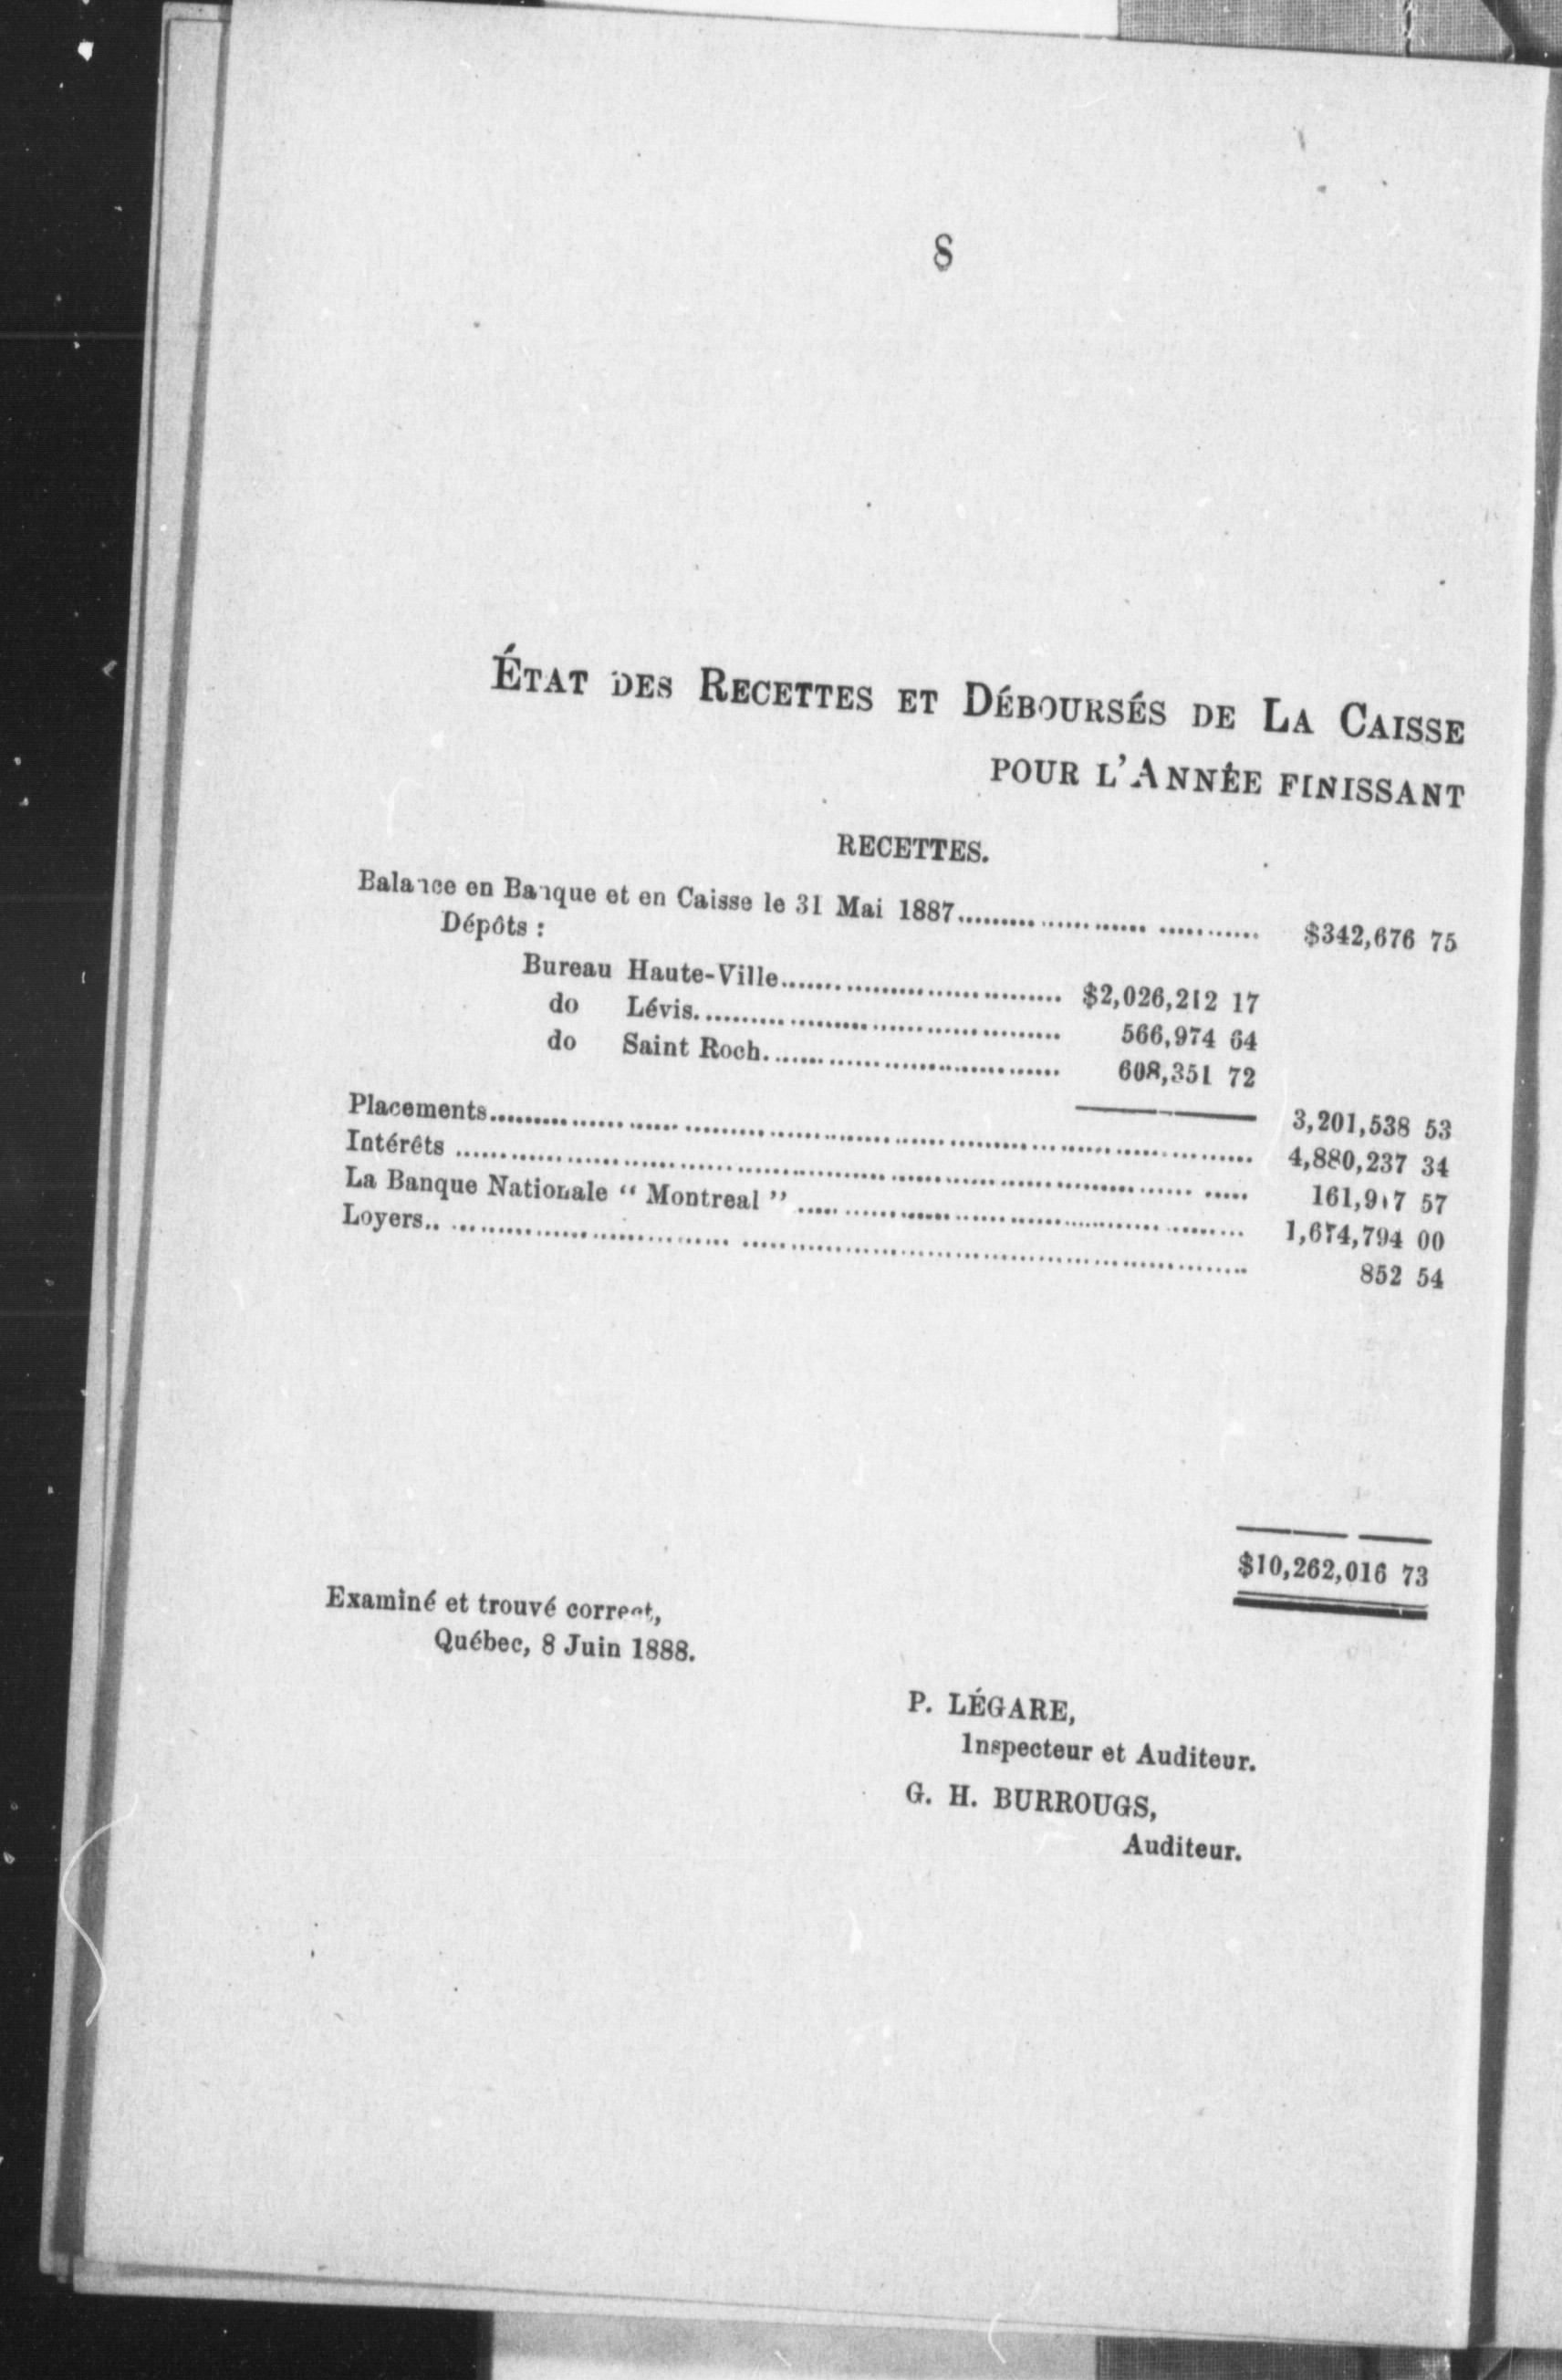 8
ÉTAT DES RECETTES ET DÉBOURSÉS DE LA CAISSE
POUR L'ANNÉE FINISSANT
RECETTES.
Balance en Banque et en Caisse le 31 Mai 1887.................................. $342,676 75
Dépôts :
Bureau Haute-Ville.................................. $2,026,212 17
do Lévis............................................ 566,974 64
do Saint Roch.................................... 608,351 72
3,201,538 53
Placements.......................................................................................... 4,880,237 34
Intérêts .............................................................................................. 161,917 57
La Banque Nationale “ Montreal ” ..................................................... 1,674,794 00
Loyers.................................................................................................. 852 54
$10,262,016 73
Examiné et trouvé correct,
Québec, 8 Juin 1888.
P. LÉGARE,
Inspecteur et Auditeur.
G. H. BURROUGS,
Auditeur.